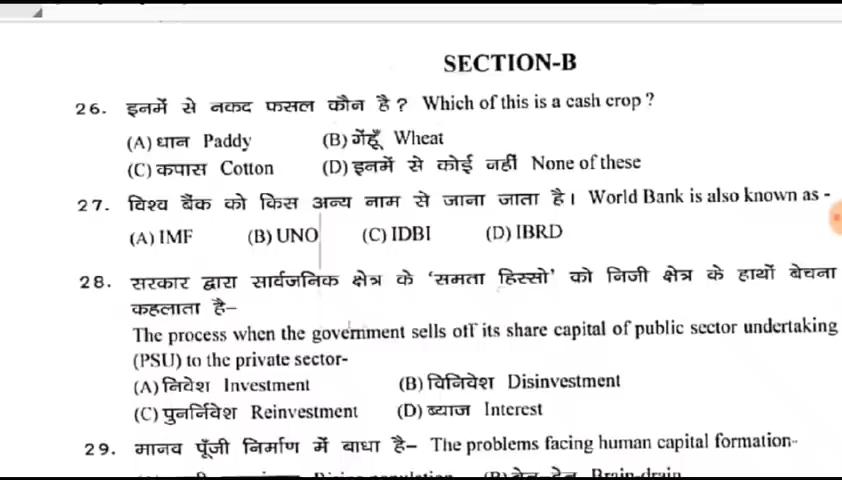 SECTION-B
26. इनमें से नकद फसल कौन है ? Which of this is a cash crop ?
(A) धान Paddy (B) गेंहूँ Wheat
(C) कपास Cotton (D) इनमें से कोई नहीं None of these
27. विश्व बैंक को किस अन्य नाम से जाना जाता है। World Bank is also known as -
(A) IMF (B) UNO (C) IDBI (D) IBRD
28. सरकार द्वारा सार्वजनिक क्षेत्र के 'समता हिस्सो' को निजी क्षेत्र के हाथों बेचना
कहलाता है–
The process when the government sells off its share capital of public sector undertaking
(PSU) to the private sector-
(A) निवेश Investment (B) विनिवेश Disinvestment
(C) पुनर्निवेश Reinvestment (D) ब्याज Interest
29. मानव पूँजी निर्माण में बाधा है– The problems facing human capital formation-
population (B) Brain-drain